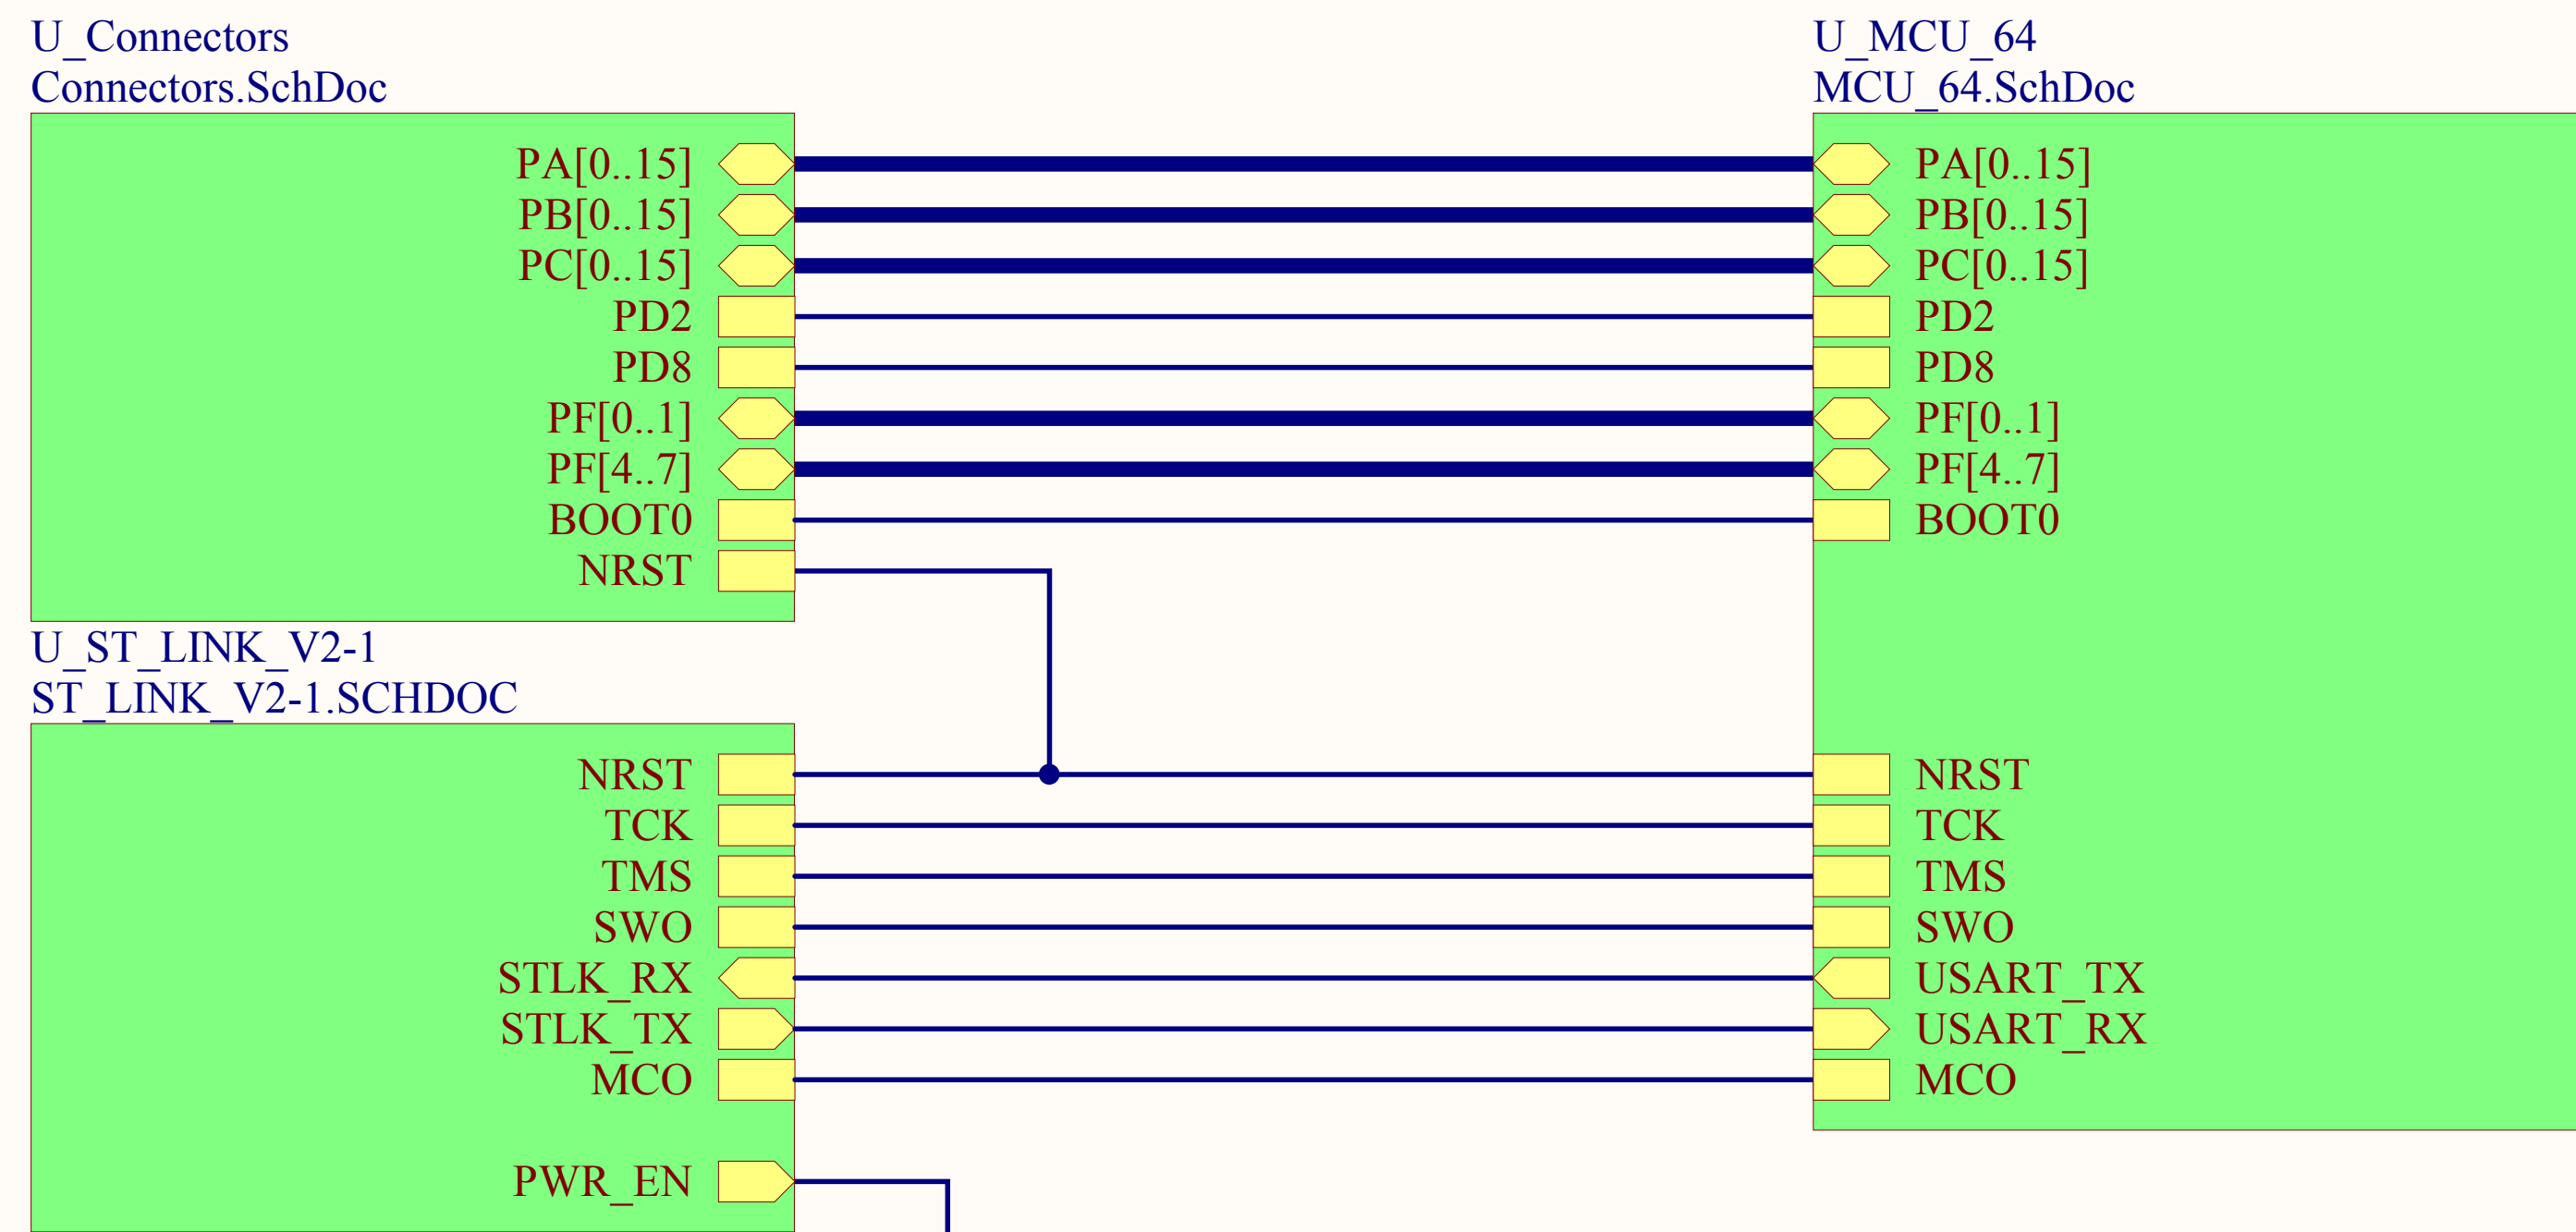 U_Connectors
Connectors.SchDoc
PA[0..15]
PB[0..15]
PC[0..15]
PD2
PD8
PF[0..1]
PF[4..7]
BOOT0
NRST
U_ST_LINK_V2-1
ST_LINK_V2-1.SCHDOC
NRST
TCK
TMS
SWO
STLK_RX
STLK_TX
MCO
PWR_EN
U_MCU_64
MCU_64.SchDoc
PA[0..15]
PB[0..15]
PC[0..15]
PD2
PD8
PF[0..1]
PF[4..7]
BOOT0
NRST
TCK
TMS
SWO
USART_TX
USART_RX
MCO